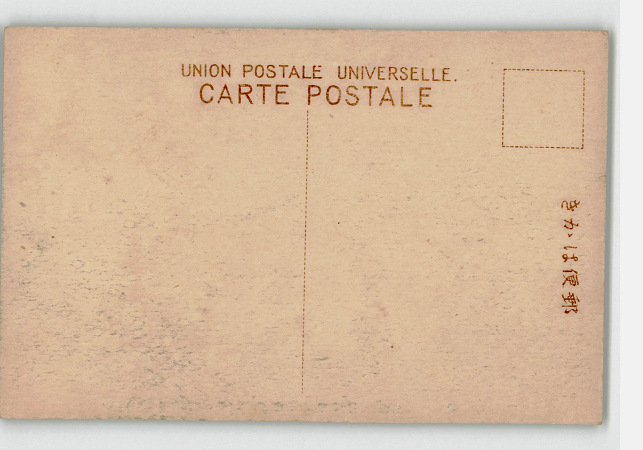 UNION POSTALE UNIVERSELLE.
CARTE POSTALE
郵便はかき